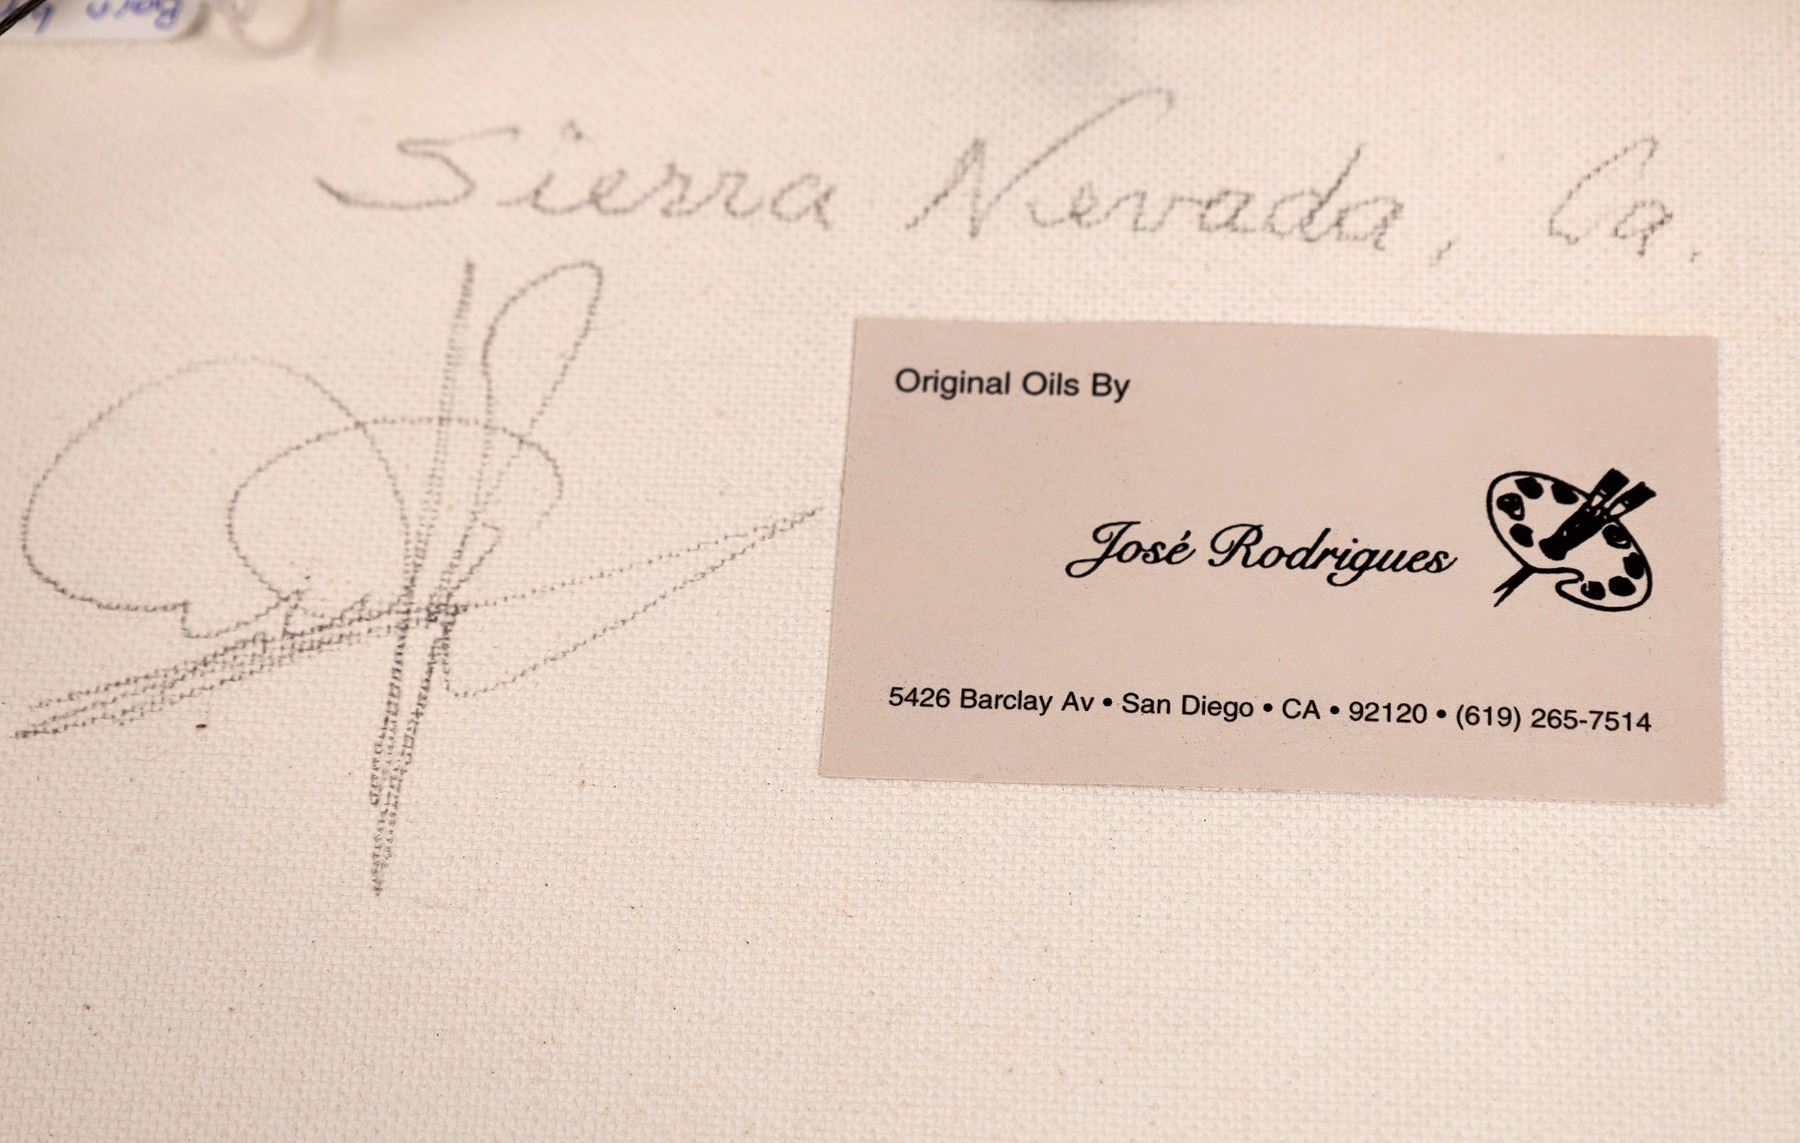 Sierra Nevada, Ca.
Original Oils By
José Rodrigues
5426 Barclay Av • San Diego • CA • 92120 • (619) 265-7514